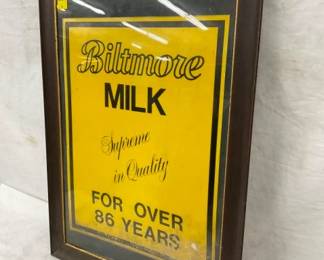 Biltmore
MILK
Supreme
in Quality
FOR OVER
86 YEARS